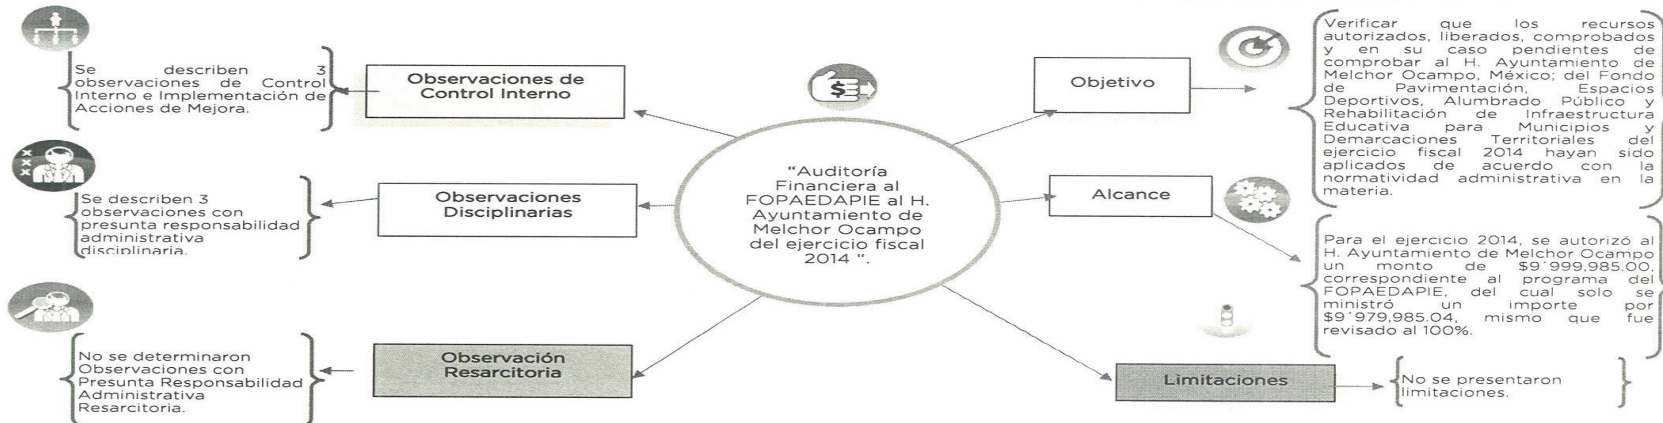 Se describen 3
observaciones de Control
Interno e Implementación de
Acciones de Mejora.
Observaciones de
Control Interno
Se describen 3
observaciones con
presunta responsabilidad
administrativa
disciplinaria.
Observaciones
Disciplinarias
No se determinaron
Observaciones con
Presunta Responsabilidad
Administrativa
Resarcitoria.
Observación
Resarcitoria
$
"Auditoría
Financiera al
FOPAEDAPIE al H.
Ayuntamiento de
Melchor Ocampo
del ejercicio fiscal
2014 ".
Objetivo
Verificar que los recursos
autorizados, liberados, comprobados
y en su caso pendientes de
comprobar al H. Ayuntamiento de
Melchor Ocampo, México; del Fondo
de Pavimentación, Espacios
Deportivos, Alumbrado Público y
Rehabilitación de Infraestructura
Educativa para Municipios y
Demarcaciones Territoriales del
ejercicio fiscal 2014 hayan sido
aplicados de acuerdo con la
normatividad administrativa en la
materia.
Alcance
Para el ejercicio 2014, se autorizó al
H. Ayuntamiento de Melchor Ocampo
un monto de $9´999,985.00,
correspondiente al programa del
FOPAEDAPIE, del cual solo se
ministró un importe por
$9´979,985.04, mismo que fue
revisado al 100%.
Limitaciones
No se presentaron
limitaciones.